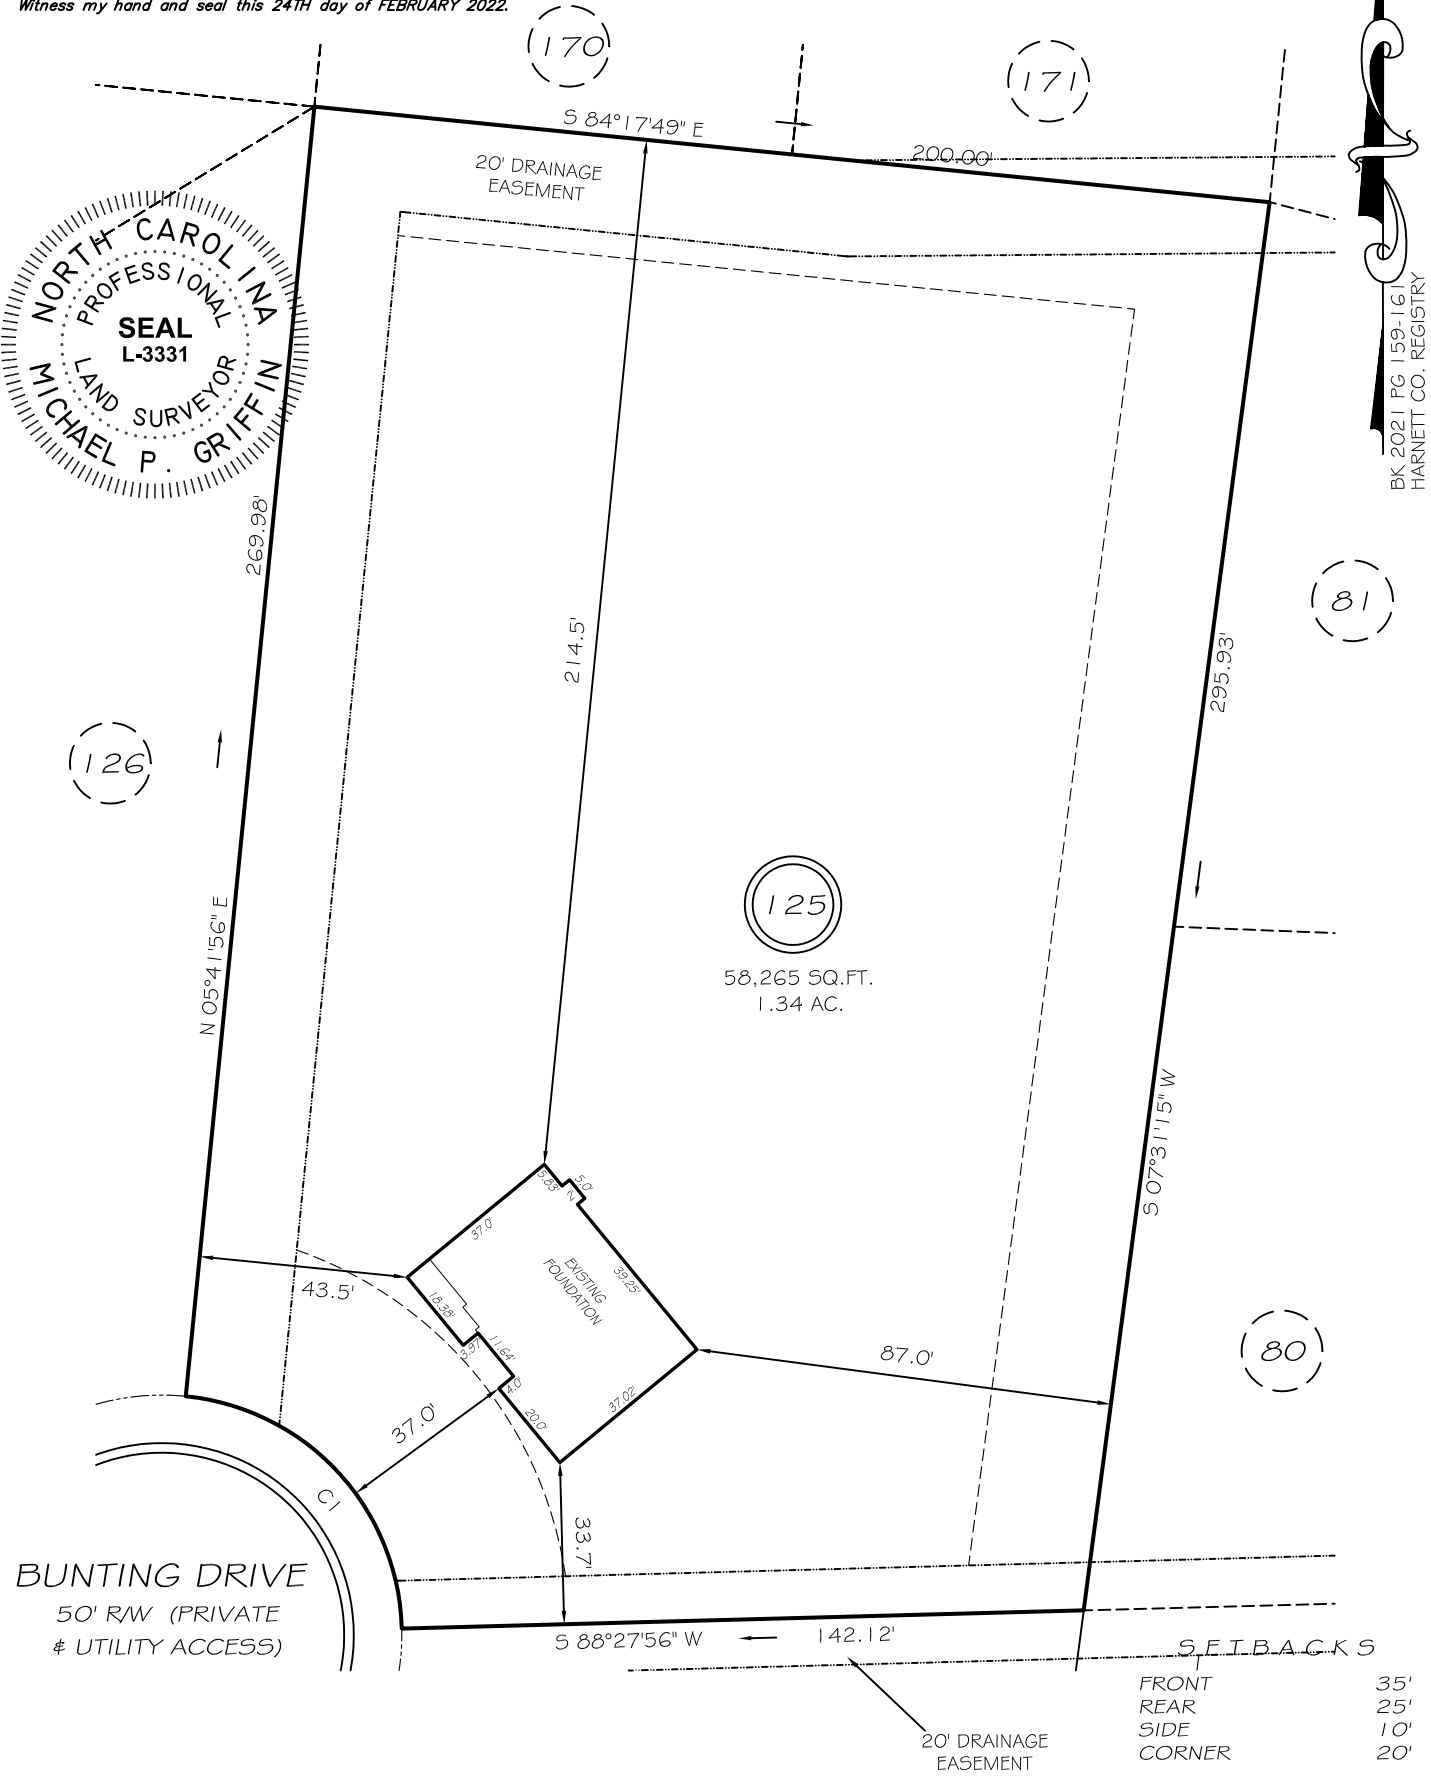 Witness my hand and seal this 24TH day of FEBRUARY 2022.
170
171
S 84°17'49" E
200.00'
20' DRAINAGE
EASEMENT
NORTH CAROLINA
PROFESSIONAL
SEAL
L-3331
LAND SURVEYOR
MICHAEL P. GRIFFIN
BK 2021 PG 159-161
HARNETT CO. REGISTRY
269.98'
214.5'
81
295.93'
126
125
58,265 SQ.FT.
1.34 AC.
N 05°41'56" E
S 07°31'15" W
5.83'
5.0'
2'
37.0'
EXISTING
FOUNDATION
39.25'
43.5'
18.38'
3.97'
11.64'
4.0'
87.0'
80
37.0'
20.0'
37.02'
C1
33.7'
BUNTING DRIVE
50' R/W (PRIVATE
& UTILITY ACCESS)
S 88°27'56" W
142.12'
SETBACKS
FRONT 35'
REAR 25'
SIDE 10'
CORNER 20'
20' DRAINAGE
EASEMENT